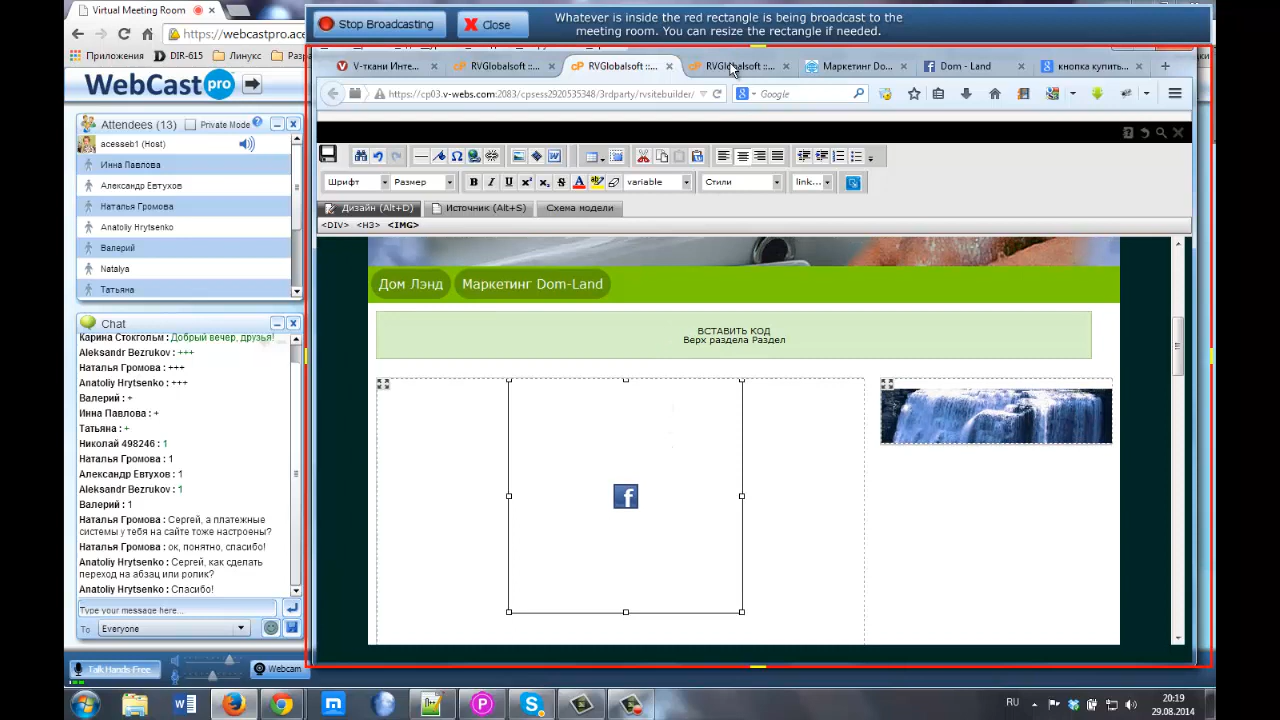 Virtual Meeting Room
https://webcastpro.ace
Приложения
DIR-615
WebCast pro
Attendees (13)
Private Mode
acesseb1 (Host)
Инна Павлова
Александр Евтухов
Наталья Громова
Anatoliy Hrytsenko
Валерий
Natalya
Татьяна
Chat
Карина Стокгольм : Добрый вечер, друзья!
Aleksandr Bezrukov : +++
Наталья Громова : +++
Anatoliy Hrytsenko : +++
Валерий : +
Инна Павлова : +
Татьяна : +
Николай 498246 : 1
Наталья Громова : 1
Александр Евтухов : 1
Aleksandr Bezrukov : 1
Валерий : 1
Наталья Громова : Сергей, а платежные
системы у тебя на сайте тоже настроены?
Наталья Громова : ок, понятно, спасибо!
Anatoliy Hrytsenko : Сергей, как сделать
переход на абзац или ролик?
Anatoliy Hrytsenko : Спасибо!
Type your message here...
To
Everyone
Talk Hands-Free
Webcam
Stop Broadcasting
Close
Whatever is inside the red rectangle is being broadcast to the
meeting room. You can resize the rectangle if needed.
V-ткани Инте...
RVGlobalsoft ::...
RVGlobalsoft ::...
RVGlobalsoft ::...
Маркетинг Do...
Dom - Land
кнопка купить...
https://cp03.v-webs.com:2083/cpsess2920535348/3rdparty/rvsitebuilder/
Google
Шрифт
Размер
B I U
variable
Стили
link...
Дизайн (Alt+D)
Источник (Alt+S)
Схема модели
<DIV> <H3> <IMG>
Дом Лэнд
Маркетинг Dom-Land
ВСТАВИТЬ КОД
Верх раздела Раздел
RU
20:19
29.08.2014